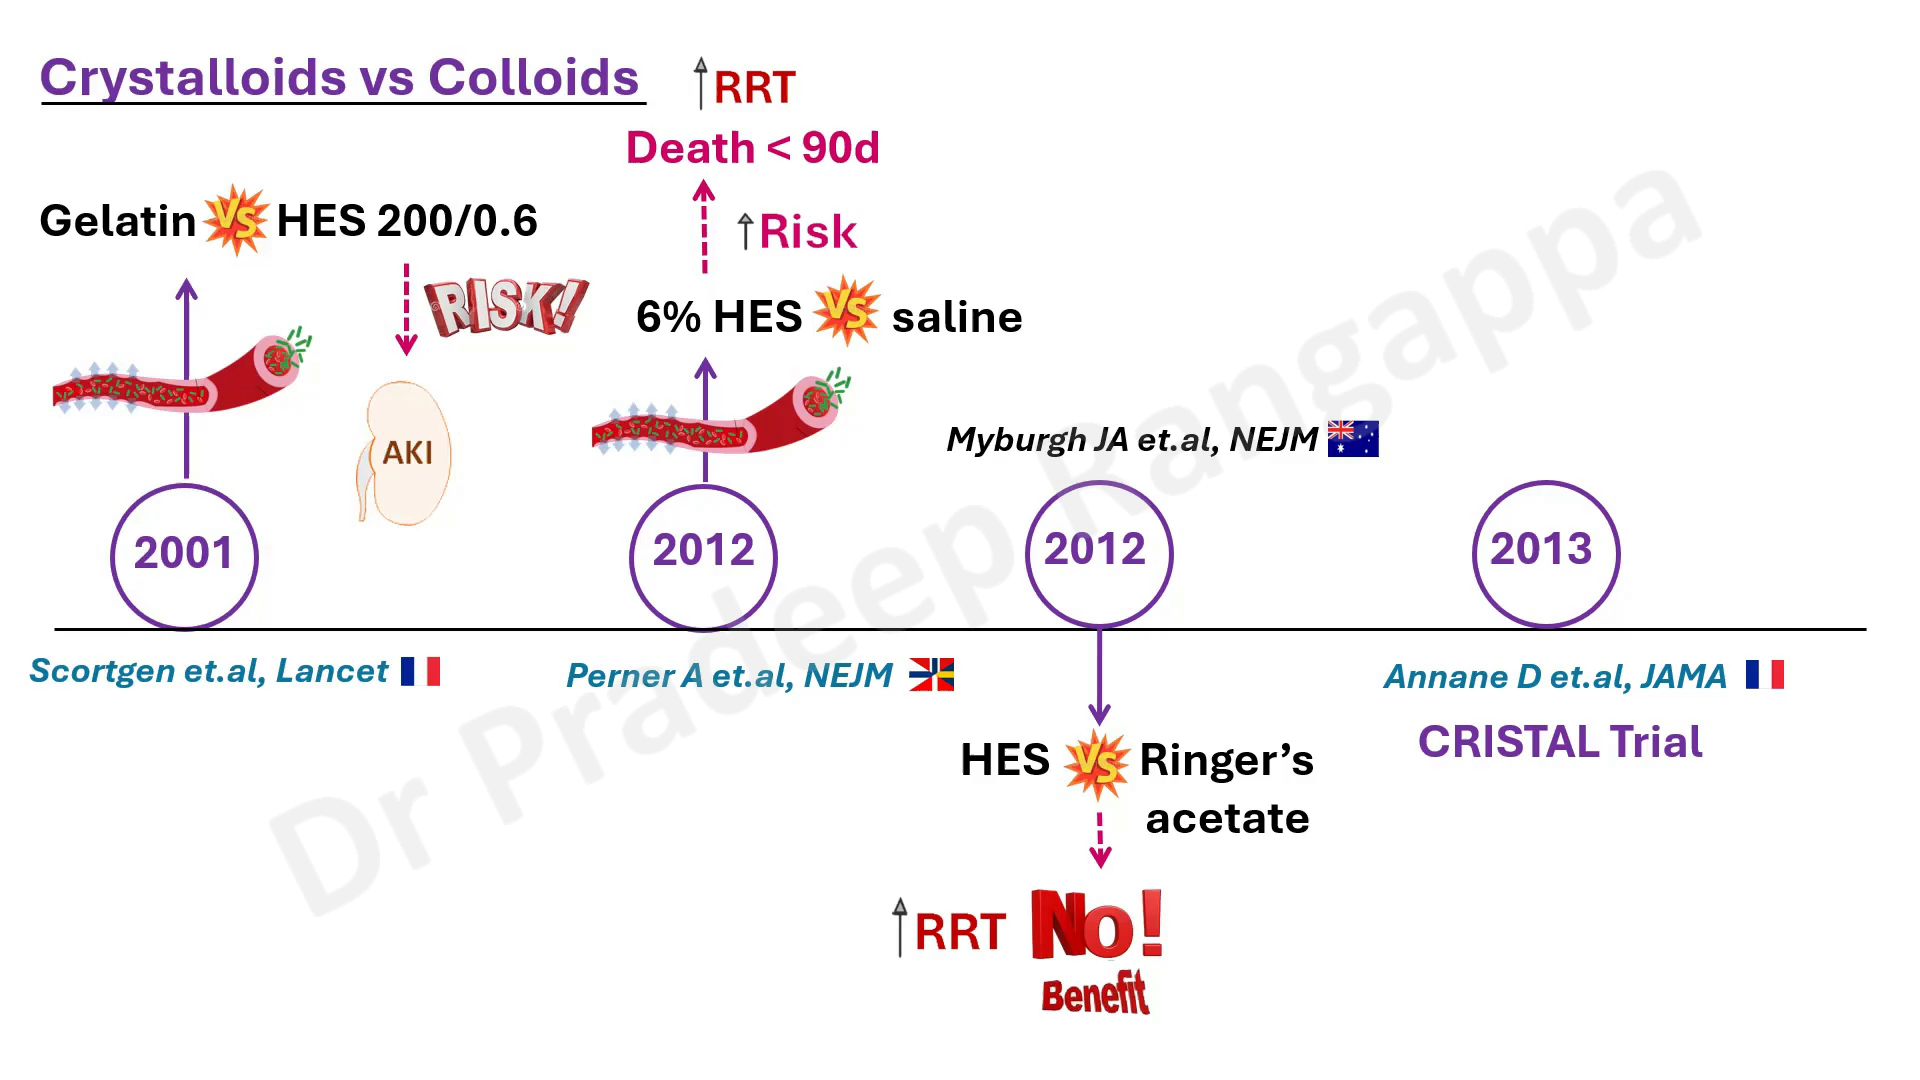 Crystalloids vs Colloids
↑RRT
Death < 90d
↑Risk
Gelatin VS HES 200/0.6
RISK!
6% HES VS saline
AKI
Myburgh JA et.al, NEJM
2001
2012
2012
2013
Scortgen et.al, Lancet
Perner A et.al, NEJM
Annane D et.al, JAMA
CRISTAL Trial
HES VS Ringer’s
acetate
↑RRT
No!
Benefit
Dr Pradeep Rangappa